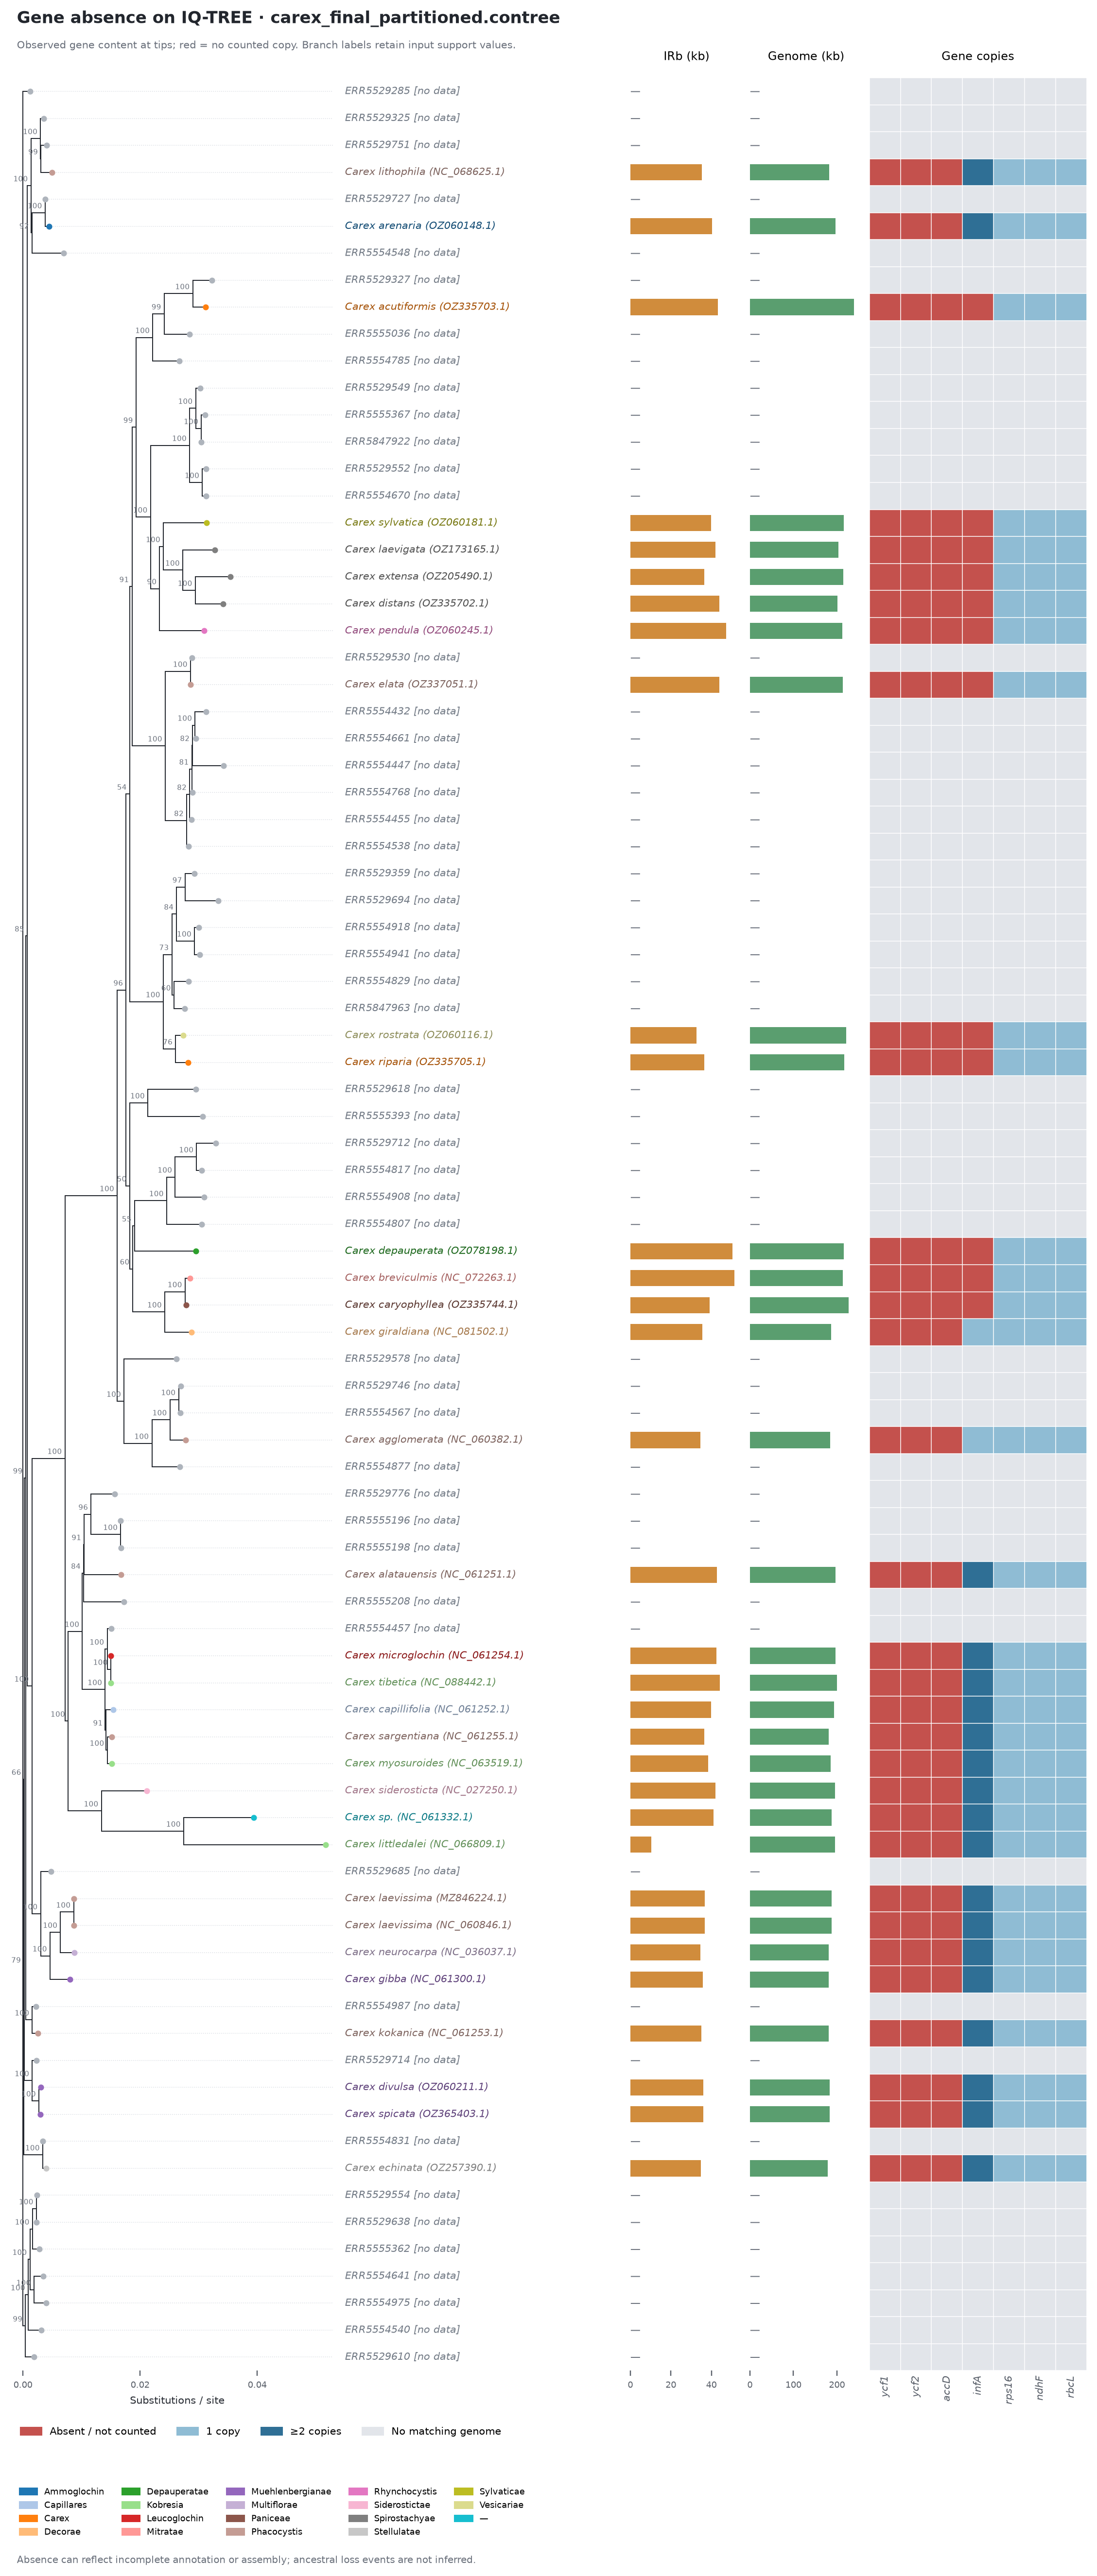 Gene absence on IQ-TREE · carex_final_partitioned.contree
Observed gene content at tips; red = no counted copy. Branch labels retain input support values.
IRb (kb) Genome (kb) Gene copies
ERR5529285 [no data] — —
ERR5529325 [no data] — —
ERR5529751 [no data] — —
Carex lithophila (NC_068625.1)
ERR5529727 [no data] — —
Carex arenaria (OZ060148.1)
ERR5554548 [no data] — —
ERR5529327 [no data] — —
Carex acutiformis (OZ335703.1)
ERR5555036 [no data] — —
ERR5554785 [no data] — —
ERR5529549 [no data] — —
ERR5555367 [no data] — —
ERR5847922 [no data] — —
ERR5529552 [no data] — —
ERR5554670 [no data] — —
Carex sylvatica (OZ060181.1)
Carex laevigata (OZ173165.1)
Carex extensa (OZ205490.1)
Carex distans (OZ335702.1)
Carex pendula (OZ060245.1)
ERR5529530 [no data] — —
Carex elata (OZ337051.1)
ERR5554432 [no data] — —
ERR5554661 [no data] — —
ERR5554447 [no data] — —
ERR5554768 [no data] — —
ERR5554455 [no data] — —
ERR5554538 [no data] — —
ERR5529359 [no data] — —
ERR5529694 [no data] — —
ERR5554918 [no data] — —
ERR5554941 [no data] — —
ERR5554829 [no data] — —
ERR5847963 [no data] — —
Carex rostrata (OZ060116.1)
Carex riparia (OZ335705.1)
ERR5529618 [no data] — —
ERR5555393 [no data] — —
ERR5529712 [no data] — —
ERR5554817 [no data] — —
ERR5554908 [no data] — —
ERR5554807 [no data] — —
Carex depauperata (OZ078198.1)
Carex breviculmis (NC_072263.1)
Carex caryophyllea (OZ335744.1)
Carex giraldiana (NC_081502.1)
ERR5529578 [no data] — —
ERR5529746 [no data] — —
ERR5554567 [no data] — —
Carex agglomerata (NC_060382.1)
ERR5554877 [no data] — —
ERR5529776 [no data] — —
ERR5555196 [no data] — —
ERR5555198 [no data] — —
Carex alatauensis (NC_061251.1)
ERR5555208 [no data] — —
ERR5554457 [no data] — —
Carex microglochin (NC_061254.1)
Carex tibetica (NC_088442.1)
Carex capillifolia (NC_061252.1)
Carex sargentiana (NC_061255.1)
Carex myosuroides (NC_063519.1)
Carex siderosticta (NC_027250.1)
Carex sp. (NC_061332.1)
Carex littledalei (NC_066809.1)
ERR5529685 [no data] — —
Carex laevissima (MZ846224.1)
Carex laevissima (NC_060846.1)
Carex neurocarpa (NC_036037.1)
Carex gibba (NC_061300.1)
ERR5554987 [no data] — —
Carex kokanica (NC_061253.1)
ERR5529714 [no data] — —
Carex divulsa (OZ060211.1)
Carex spicata (OZ365403.1)
ERR5554831 [no data] — —
Carex echinata (OZ257390.1)
ERR5529554 [no data] — —
ERR5529638 [no data] — —
ERR5555362 [no data] — —
ERR5554641 [no data] — —
ERR5554975 [no data] — —
ERR5554540 [no data] — —
ERR5529610 [no data] — —
0.00 0.02 0.04 0 20 40 0 100 200
ycf1 ycf2 accD infA rps16 ndhF rbcL
Substitutions / site
Absent / not counted 1 copy ≥2 copies No matching genome
Ammoglochin Depauperatae Muehlenbergianae Rhynchocystis Sylvaticae
Capillares Kobresia Multiflorae Siderostictae Vesicariae
Carex Leucoglochin Paniceae Spirostachyae —
Decorae Mitratae Phacocystis Stellulatae
Absence can reflect incomplete annotation or assembly; ancestral loss events are not inferred.